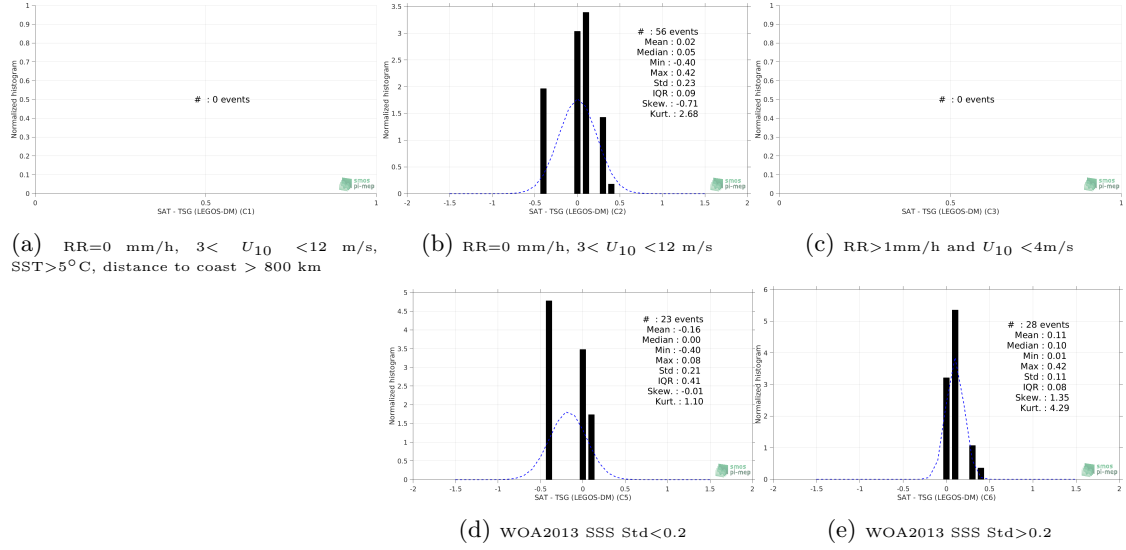 1
0.9
0.8
0.7
0.6
0.5
0.4
0.3
0.2
0.1
0
Normalized histogram
# : 0 events
smos
pi-mep
0 0.5 1
SAT - TSG (LEGOS-DM) (C1)
(a) RR=0 mm/h, 3< U10 <12 m/s,
SST>5°C, distance to coast > 800 km
3.5
3
2.5
2
1.5
1
0.5
0
Normalized histogram
# : 56 events
Mean : 0.02
Median : 0.05
Min : -0.40
Max : 0.42
Std : 0.23
IQR : 0.09
Skew. : -0.71
Kurt. : 2.68
smos
pi-mep
-2 -1.5 -1 -0.5 0 0.5 1 1.5 2
SAT - TSG (LEGOS-DM) (C2)
(b) RR=0 mm/h, 3< U10 <12 m/s
1
0.9
0.8
0.7
0.6
0.5
0.4
0.3
0.2
0.1
0
Normalized histogram
# : 0 events
smos
pi-mep
0 0.5 1
SAT - TSG (LEGOS-DM) (C3)
(c) RR>1mm/h and U10 <4m/s
5
4.5
4
3.5
3
2.5
2
1.5
1
0.5
0
Normalized histogram
# : 23 events
Mean : -0.16
Median : 0.00
Min : -0.40
Max : 0.08
Std : 0.21
IQR : 0.41
Skew. : -0.01
Kurt. : 1.10
smos
pi-mep
-2 -1.5 -1 -0.5 0 0.5 1 1.5 2
SAT - TSG (LEGOS-DM) (C5)
(d) WOA2013 SSS Std<0.2
6
5
4
3
2
1
0
Normalized histogram
# : 28 events
Mean : 0.11
Median : 0.10
Min : 0.01
Max : 0.42
Std : 0.11
IQR : 0.08
Skew. : 1.35
Kurt. : 4.29
smos
pi-mep
-2 -1.5 -1 -0.5 0 0.5 1 1.5 2
SAT - TSG (LEGOS-DM) (C6)
(e) WOA2013 SSS Std>0.2